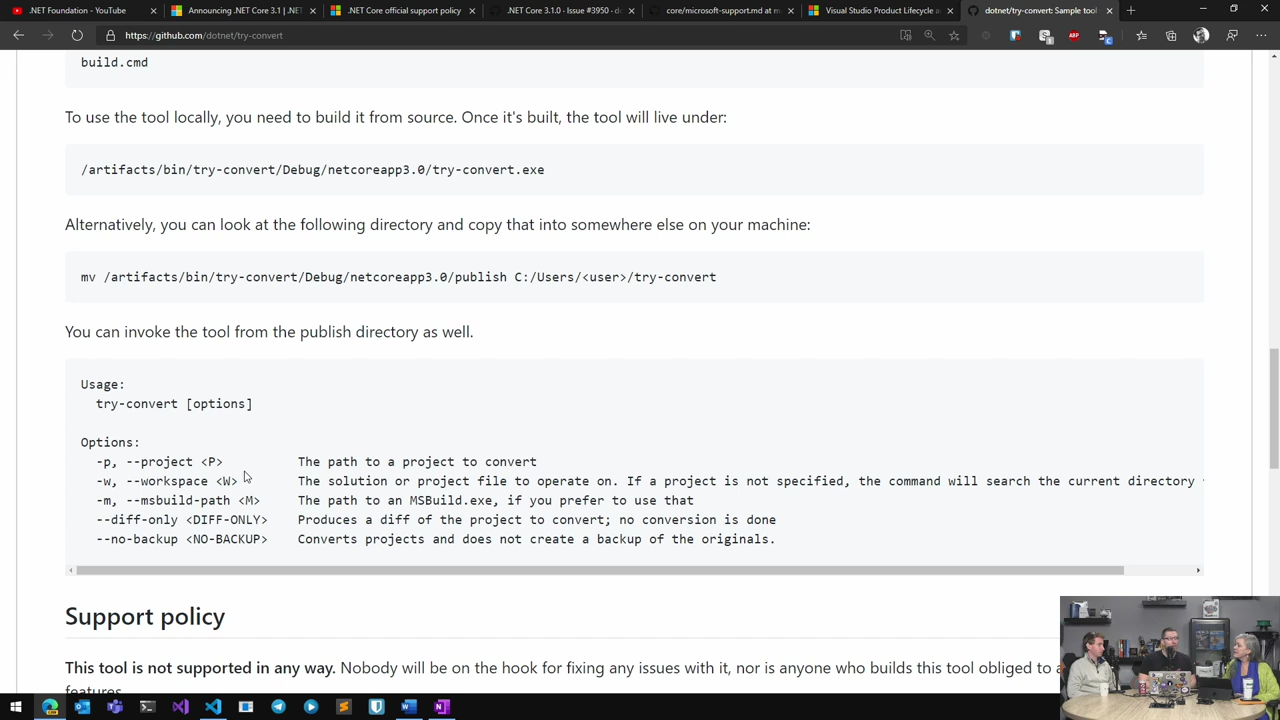 .NET Foundation - YouTube
Announcing .NET Core 3.1 | .NET
.NET Core official support policy
.NET Core 3.1.0 · Issue #3950 · do
core/microsoft-support.md at m
Visual Studio Product Lifecycle a
dotnet/try-convert: Sample tool
https://github.com/dotnet/try-convert
build.cmd
To use the tool locally, you need to build it from source. Once it's built, the tool will live under:
/artifacts/bin/try-convert/Debug/netcoreapp3.0/try-convert.exe
Alternatively, you can look at the following directory and copy that into somewhere else on your machine:
mv /artifacts/bin/try-convert/Debug/netcoreapp3.0/publish C:/Users/<user>/try-convert
You can invoke the tool from the publish directory as well.
Usage:
try-convert [options]
Options:
-p, --project <P> The path to a project to convert
-w, --workspace <W> The solution or project file to operate on. If a project is not specified, the command will search the current directory
-m, --msbuild-path <M> The path to an MSBuild.exe, if you prefer to use that
--diff-only <DIFF-ONLY> Produces a diff of the project to convert; no conversion is done
--no-backup <NO-BACKUP> Converts projects and does not create a backup of the originals.
Support policy
This tool is not supported in any way. Nobody will be on the hook for fixing any issues with it, nor is anyone who builds this tool obliged to a
features